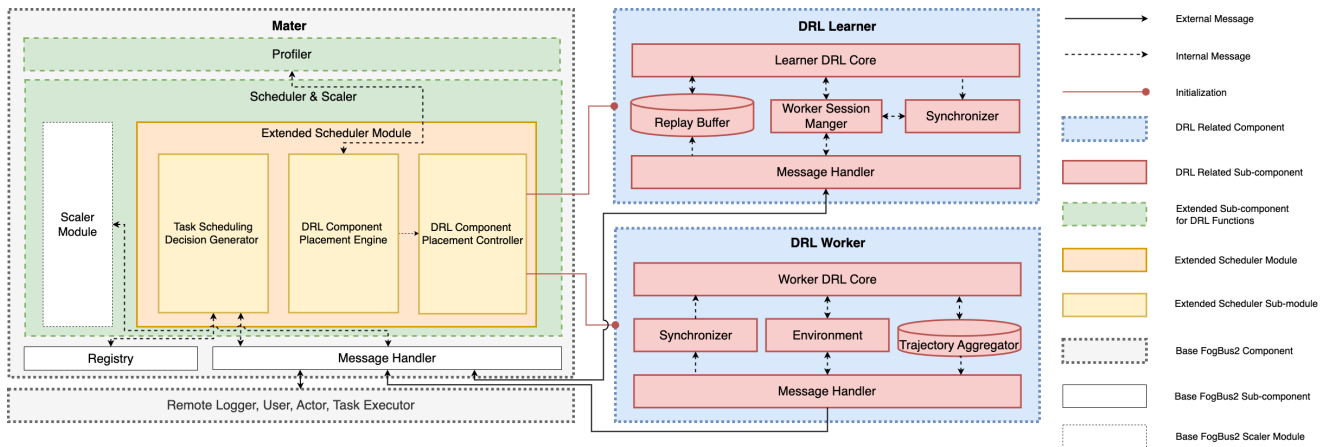 Mater
Profiler
Scheduler & Scaler
Extended Scheduler Module
Scaler
Module
Task Scheduling
Decision Generator
DRL Component
Placement Engine
DRL Component
Placement Controller
Registry
Message Handler
Remote Logger, User, Actor, Task Executor
DRL Learner
Learner DRL Core
Replay Buffer
Worker Session
Manger
Synchronizer
Message Handler
DRL Worker
Worker DRL Core
Synchronizer
Environment
Trajectory Aggregator
Message Handler
External Message
Internal Message
Initialization
DRL Related Component
DRL Related Sub-component
Extended Sub-component
for DRL Functions
Extended Scheduler Module
Extended Scheduler Sub-module
Base FogBus2 Component
Base FogBus2 Sub-component
Base FogBus2 Scaler Module